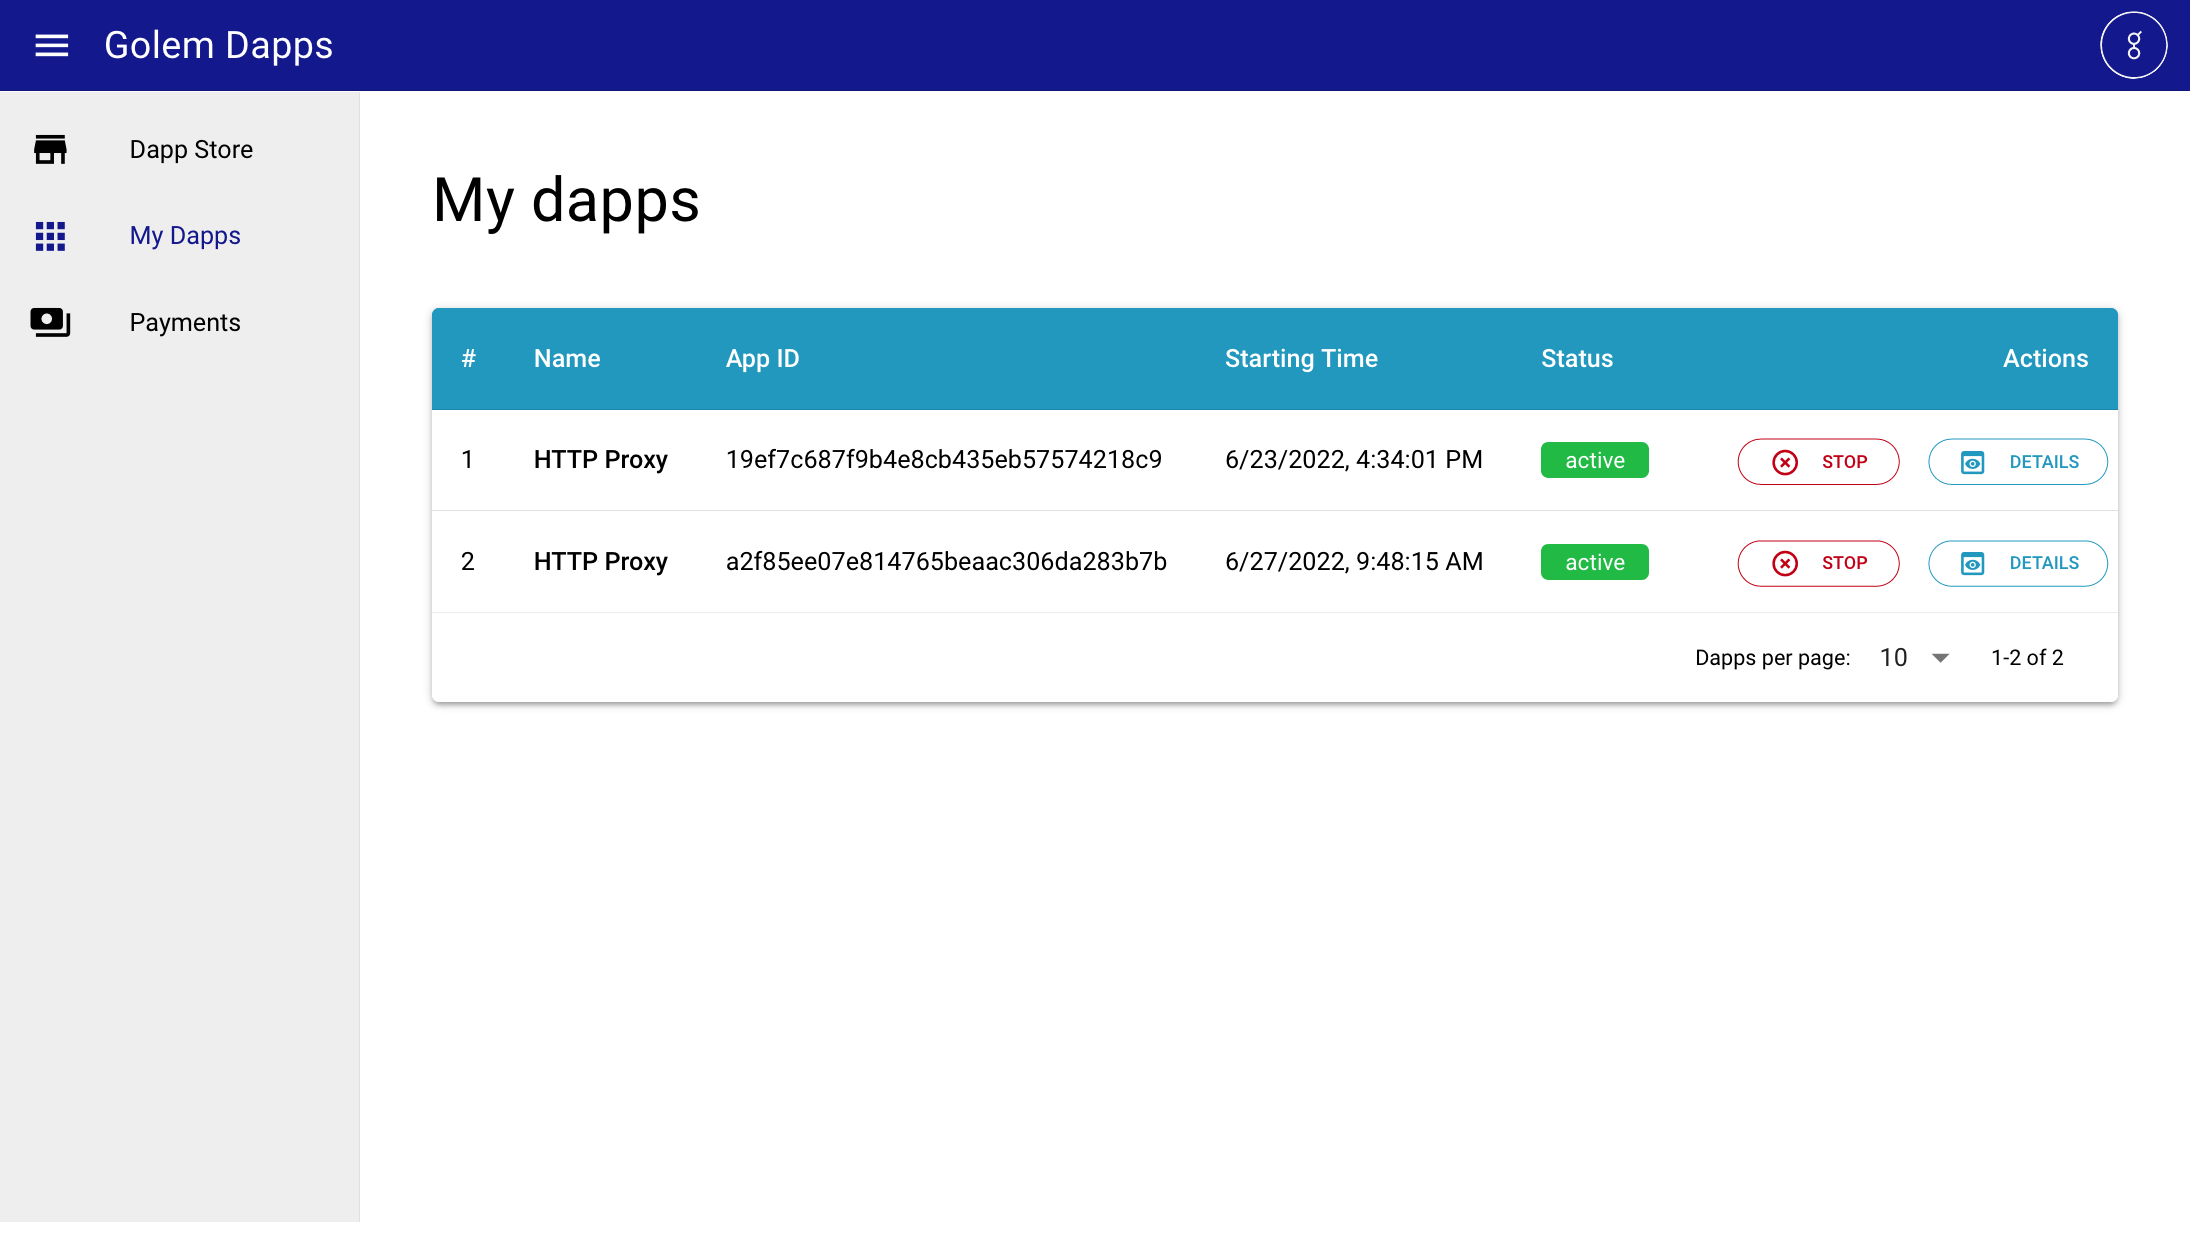 Golem Dapps
Dapp Store
My Dapps
Payments
My dapps
# Name App ID Starting Time Status Actions
1 HTTP Proxy 19ef7c687f9b4e8cb435eb57574218c9 6/23/2022, 4:34:01 PM active STOP DETAILS
2 HTTP Proxy a2f85ee07e814765beaac306da283b7b 6/27/2022, 9:48:15 AM active STOP DETAILS
Dapps per page: 10 1-2 of 2